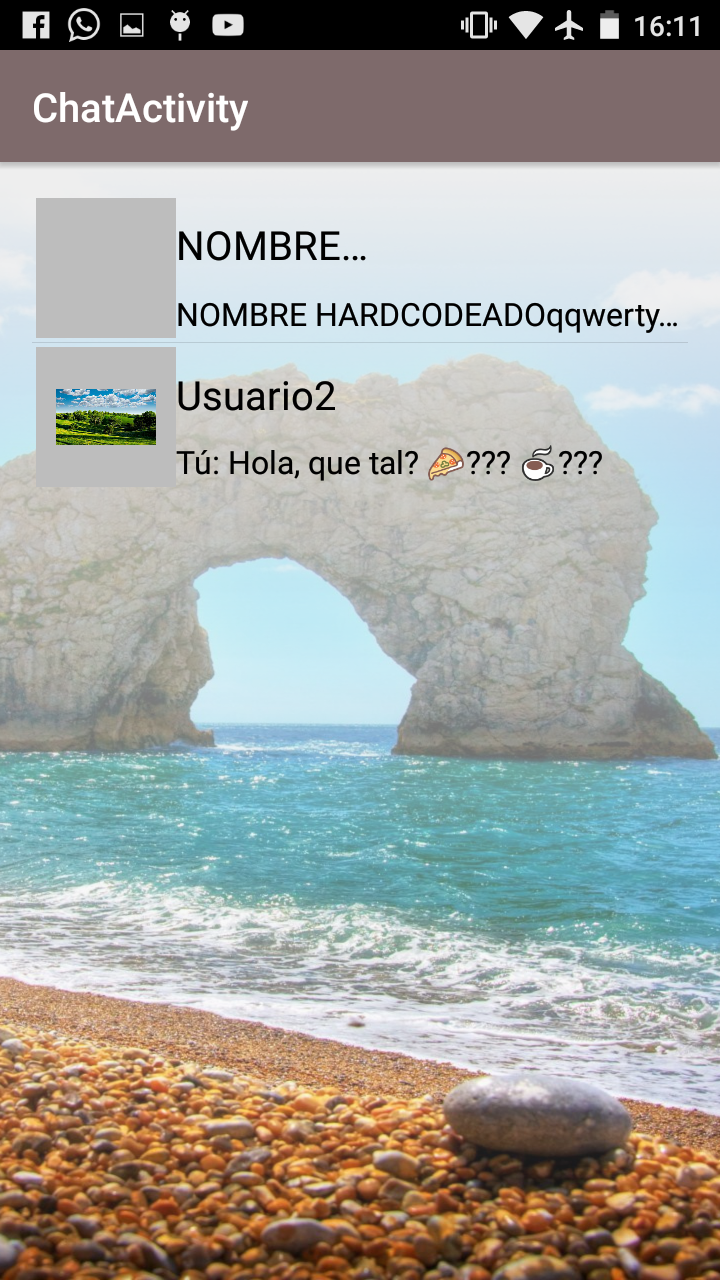 16:11
ChatActivity
NOMBRE…
NOMBRE HARDCODEADOqqwerty…
Usuario2
Tú: Hola, que tal? 🍕??? ☕???